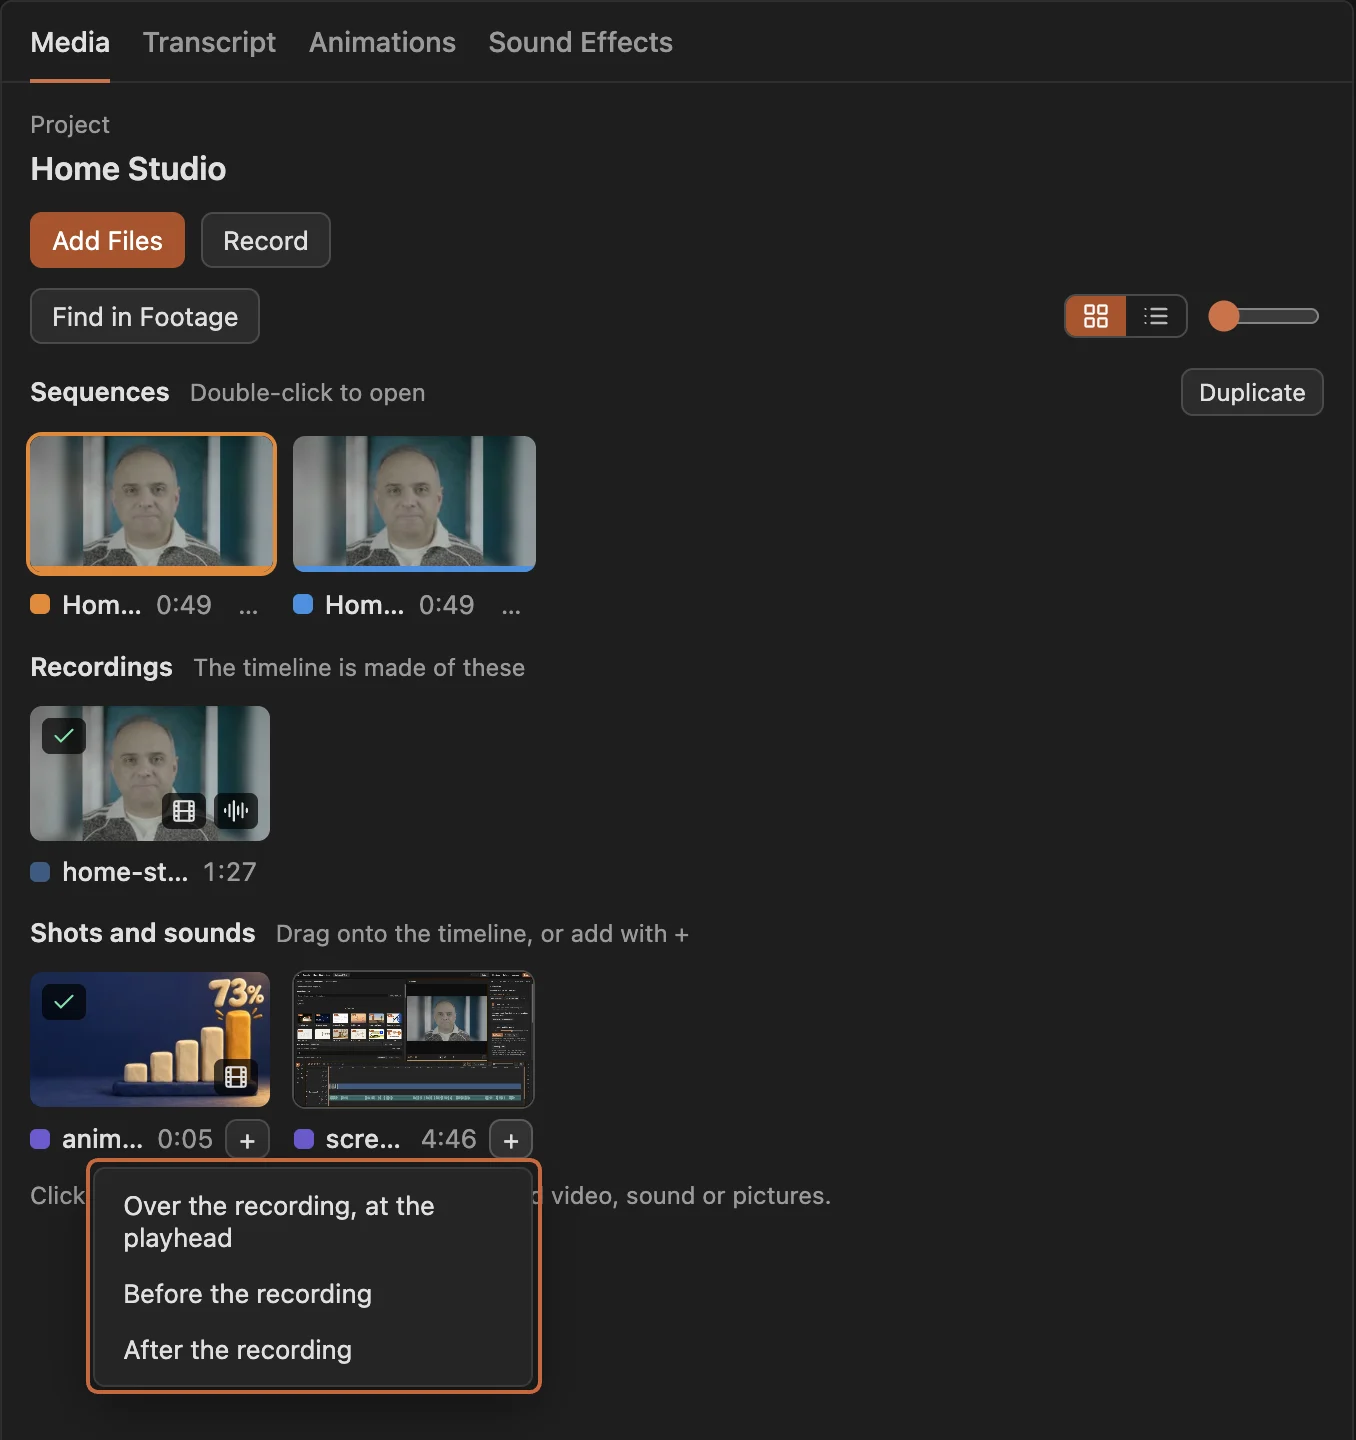 Media Transcript Animations Sound Effects
Project
Home Studio
Add Files Record
Find in Footage
Sequences Double-click to open Duplicate
Hom... 0:49 ... Hom... 0:49 ...
Recordings The timeline is made of these
home-st... 1:27
Shots and sounds Drag onto the timeline, or add with +
73%
anim... 0:05 + scre... 4:46 +
Click video, sound or pictures.
Over the recording, at the
playhead
Before the recording
After the recording